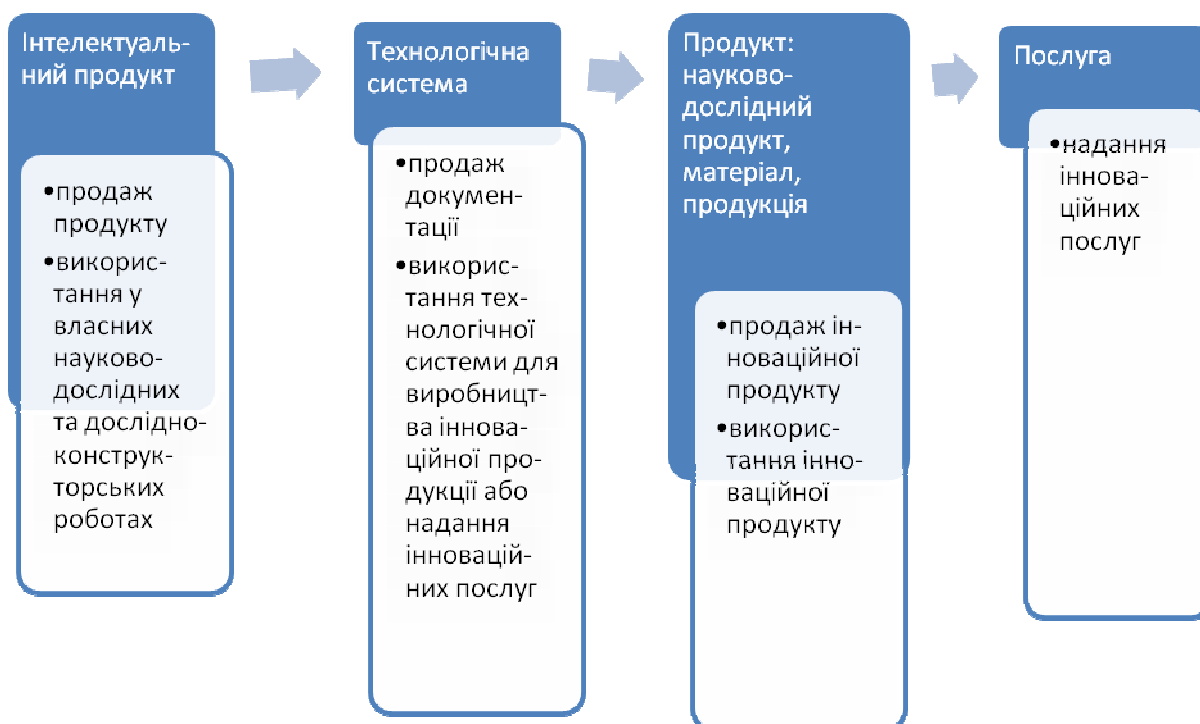 Інтелектуаль-
ний продукт
•продаж
продукту
•викорис-
тання у
власних
науково-
дослідних
та дослідно-
конструк-
торських
роботах
Технологічна
система
•продаж
докумен-
тації
•викорис-
тання тех-
нологічної
системи для
виробницт-
ва іннова-
ційної про-
дукції або
надання
інновацій-
них послуг
Продукт:
науково-
дослідний
продукт,
матеріал,
продукція
•продаж ін-
новаційної
продукту
•викорис-
тання інно-
ваційної
продукту
Послуга
•надання
іннова-
ційних
послуг